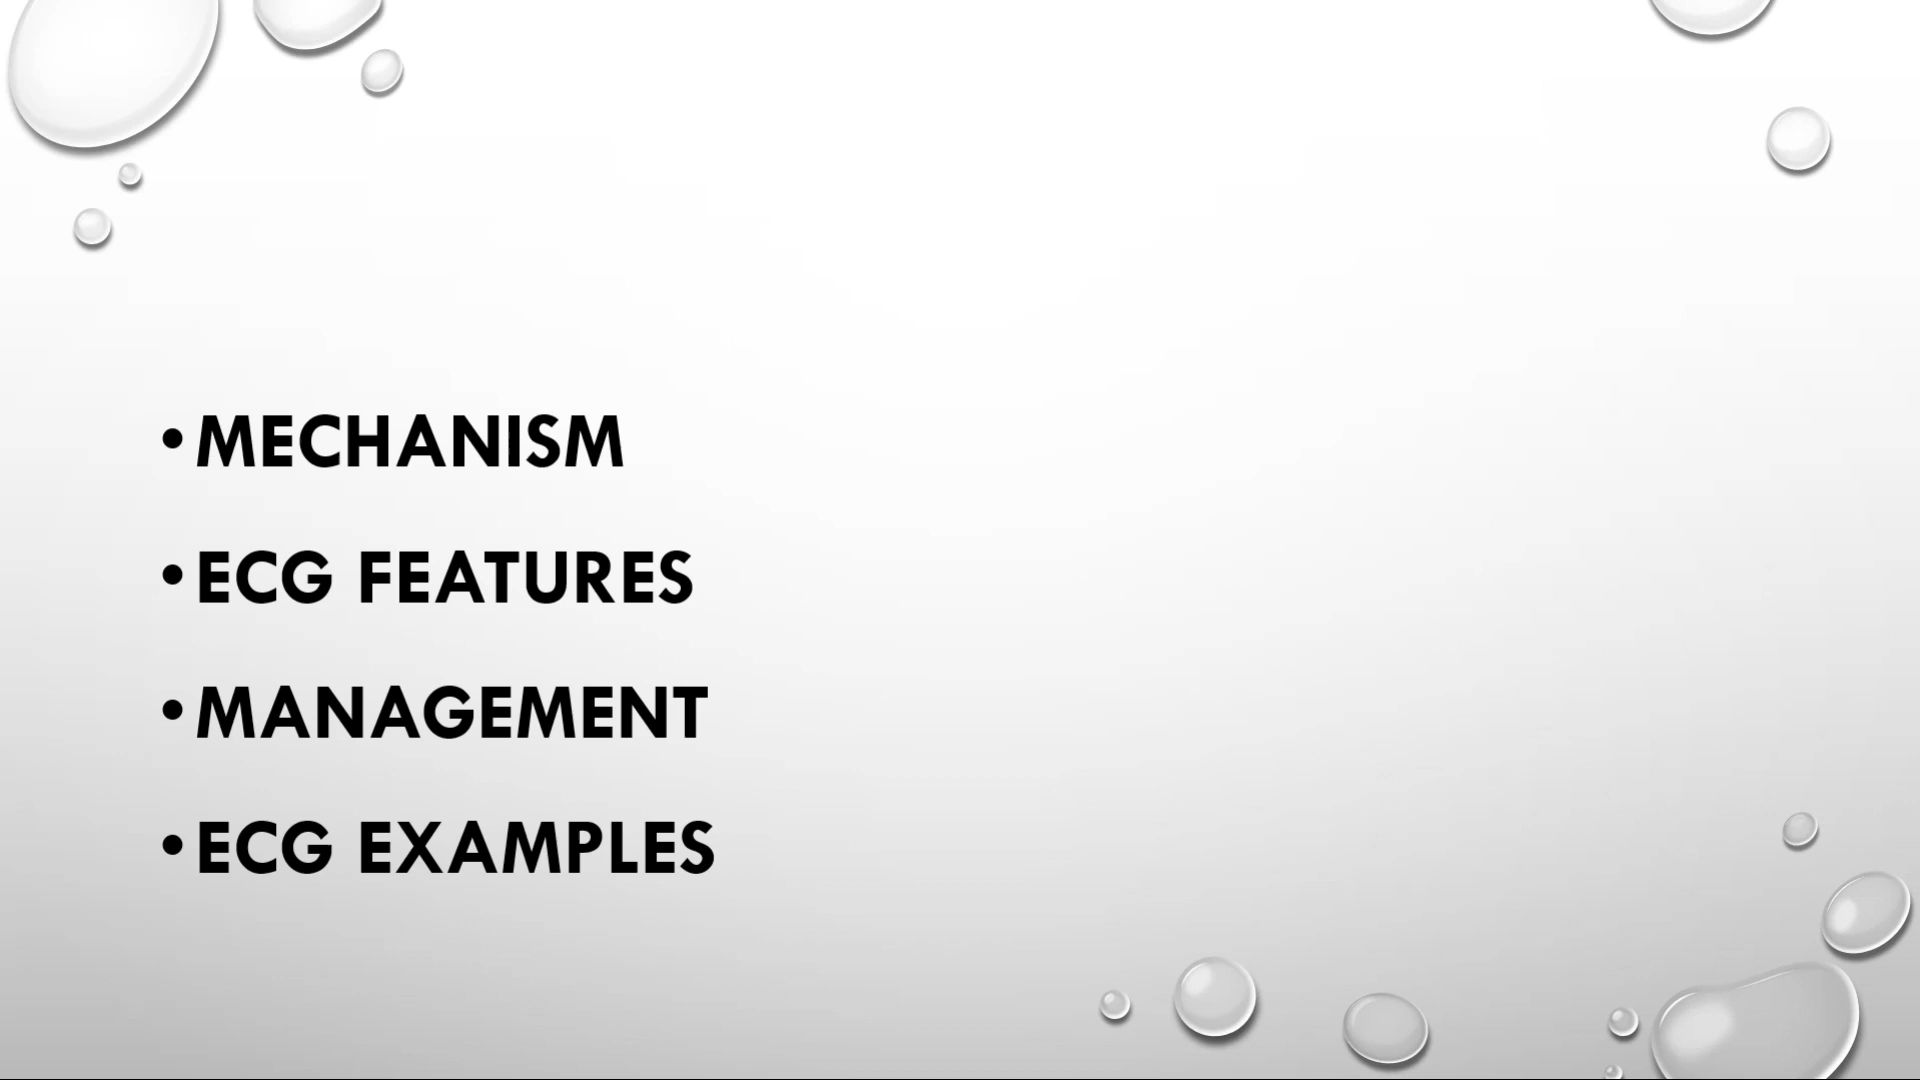 • MECHANISM
• ECG FEATURES
• MANAGEMENT
• ECG EXAMPLES